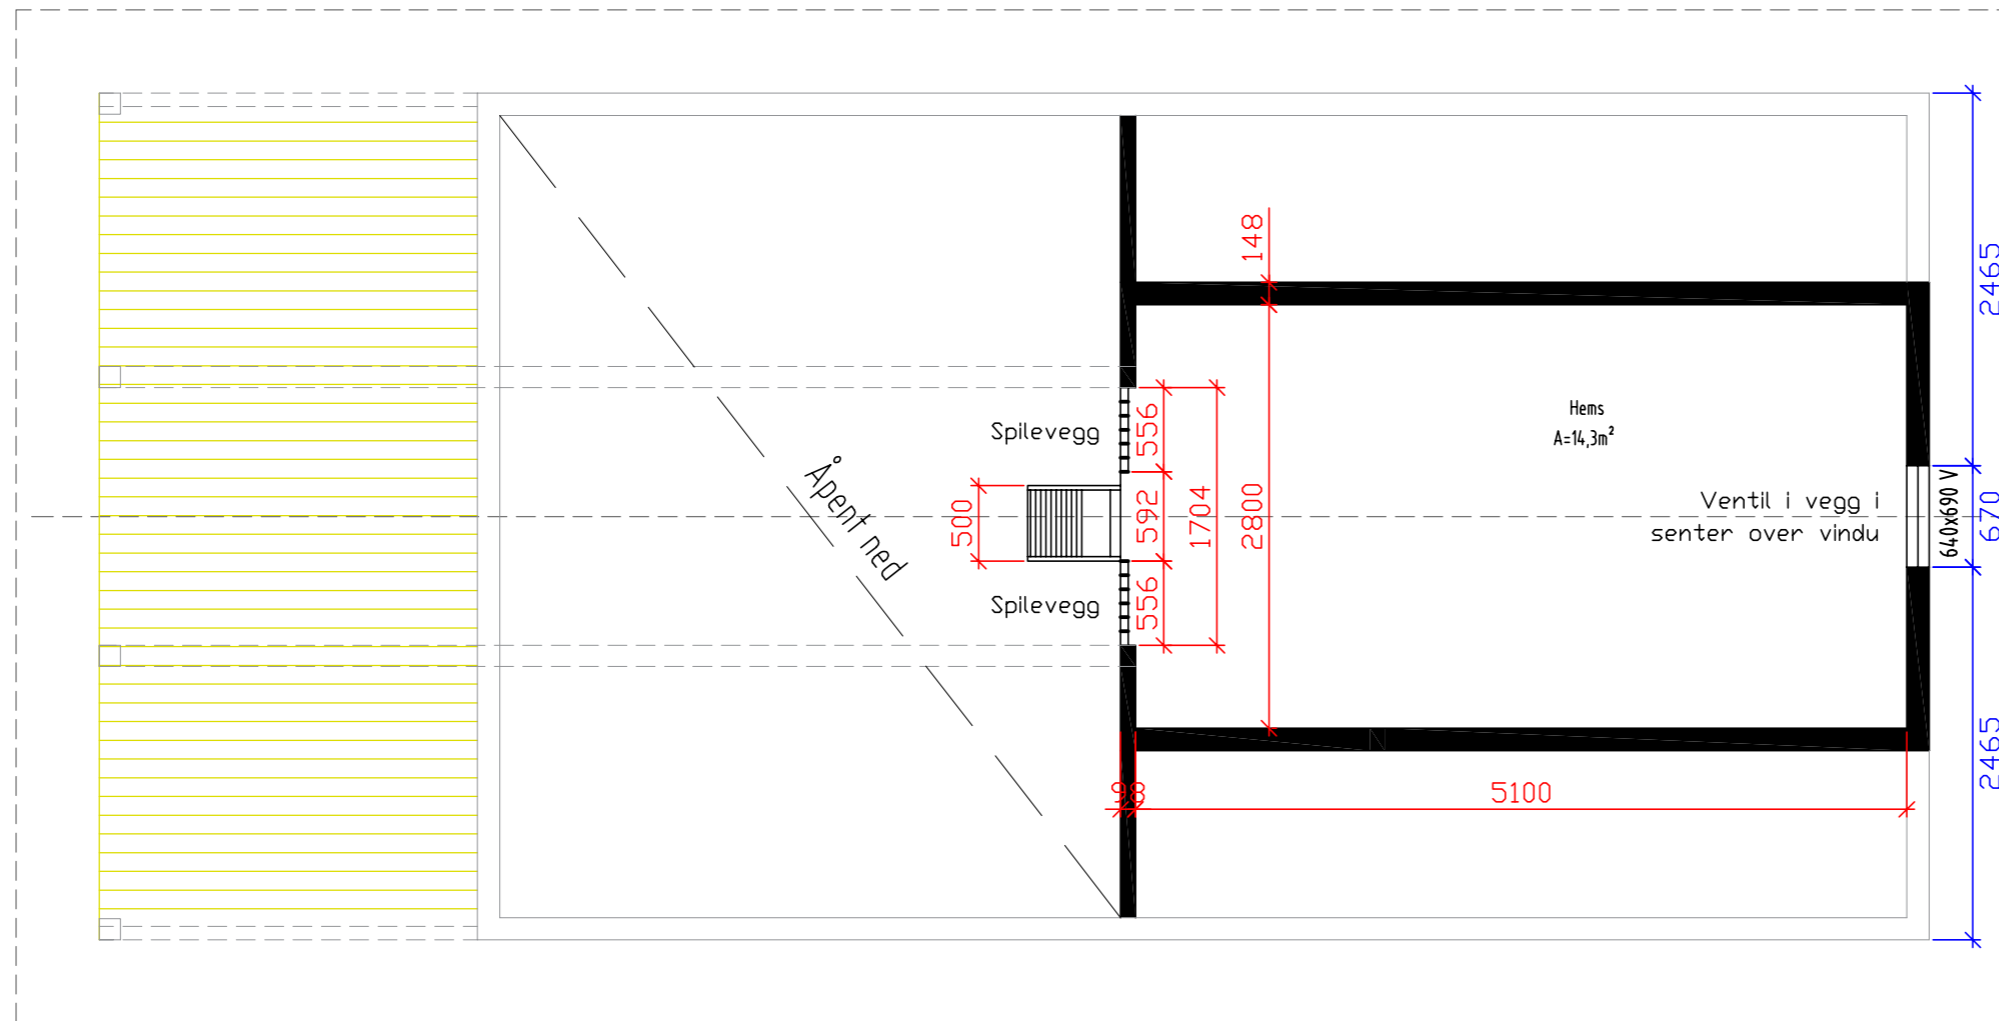 148
2465
Hems
A=14,3m²
Spilevegg
556
Åpent ned
500
592
1704
2800
Ventil i vegg i
senter over vindu
640x690 V
670
Spilevegg
556
2465
98
5100